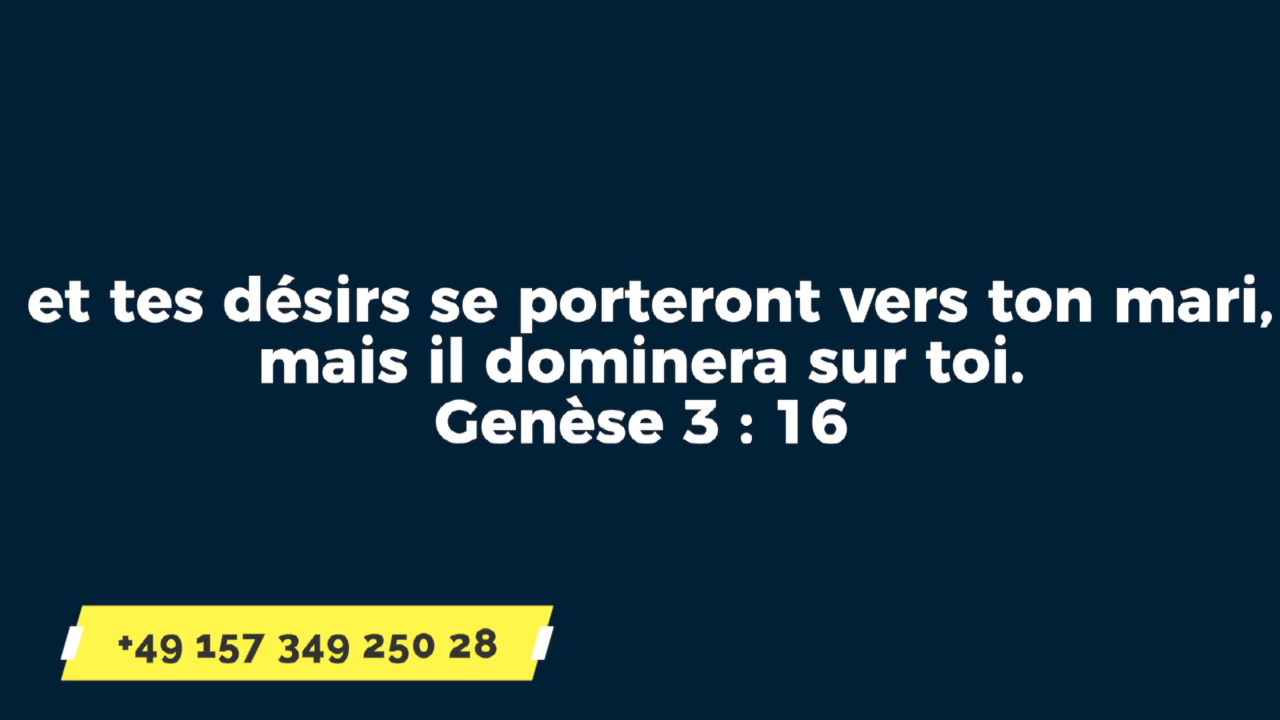 et tes désirs se porteront vers ton mari,
mais il dominera sur toi.
Genèse 3 : 16
+49 157 349 250 28